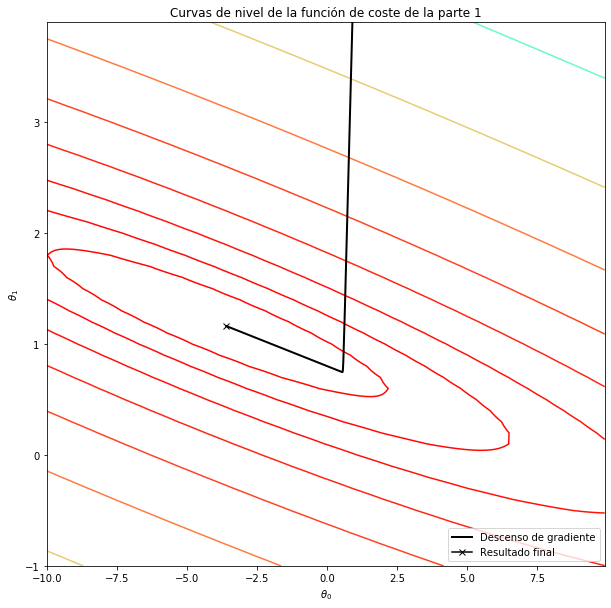 Curvas de nivel de la función de coste de la parte 1
θ₁
3
2
1
0
−1
−10.0 −7.5 −5.0 −2.5 0.0 2.5 5.0 7.5
θ₀
Descenso de gradiente
Resultado final